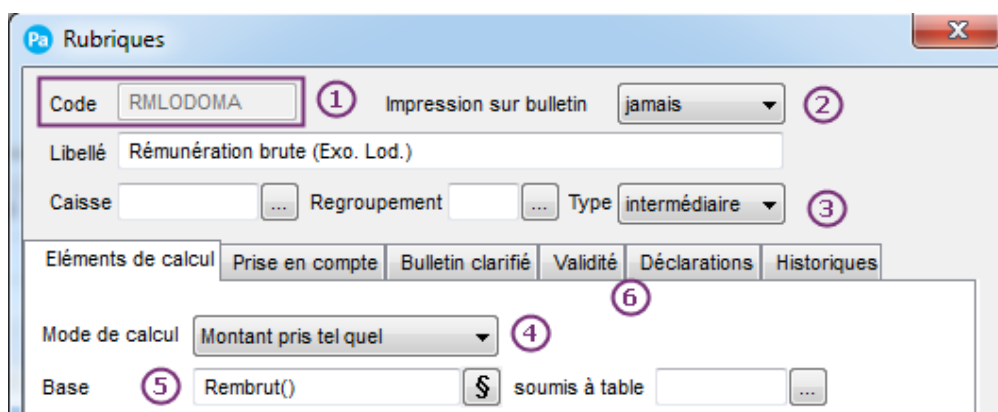 Pa Rubriques x
Code RMLODOMA 1 Impression sur bulletin jamais 2
Libellé Rémunération brute (Exo. Lod.)
Caisse ... Regroupement ... Type intermédiaire 3
Eléments de calcul Prise en compte Bulletin clarifié Validité Déclarations Historiques
6
Mode de calcul Montant pris tel quel 4
Base 5 Rembrut() § soumis à table ...